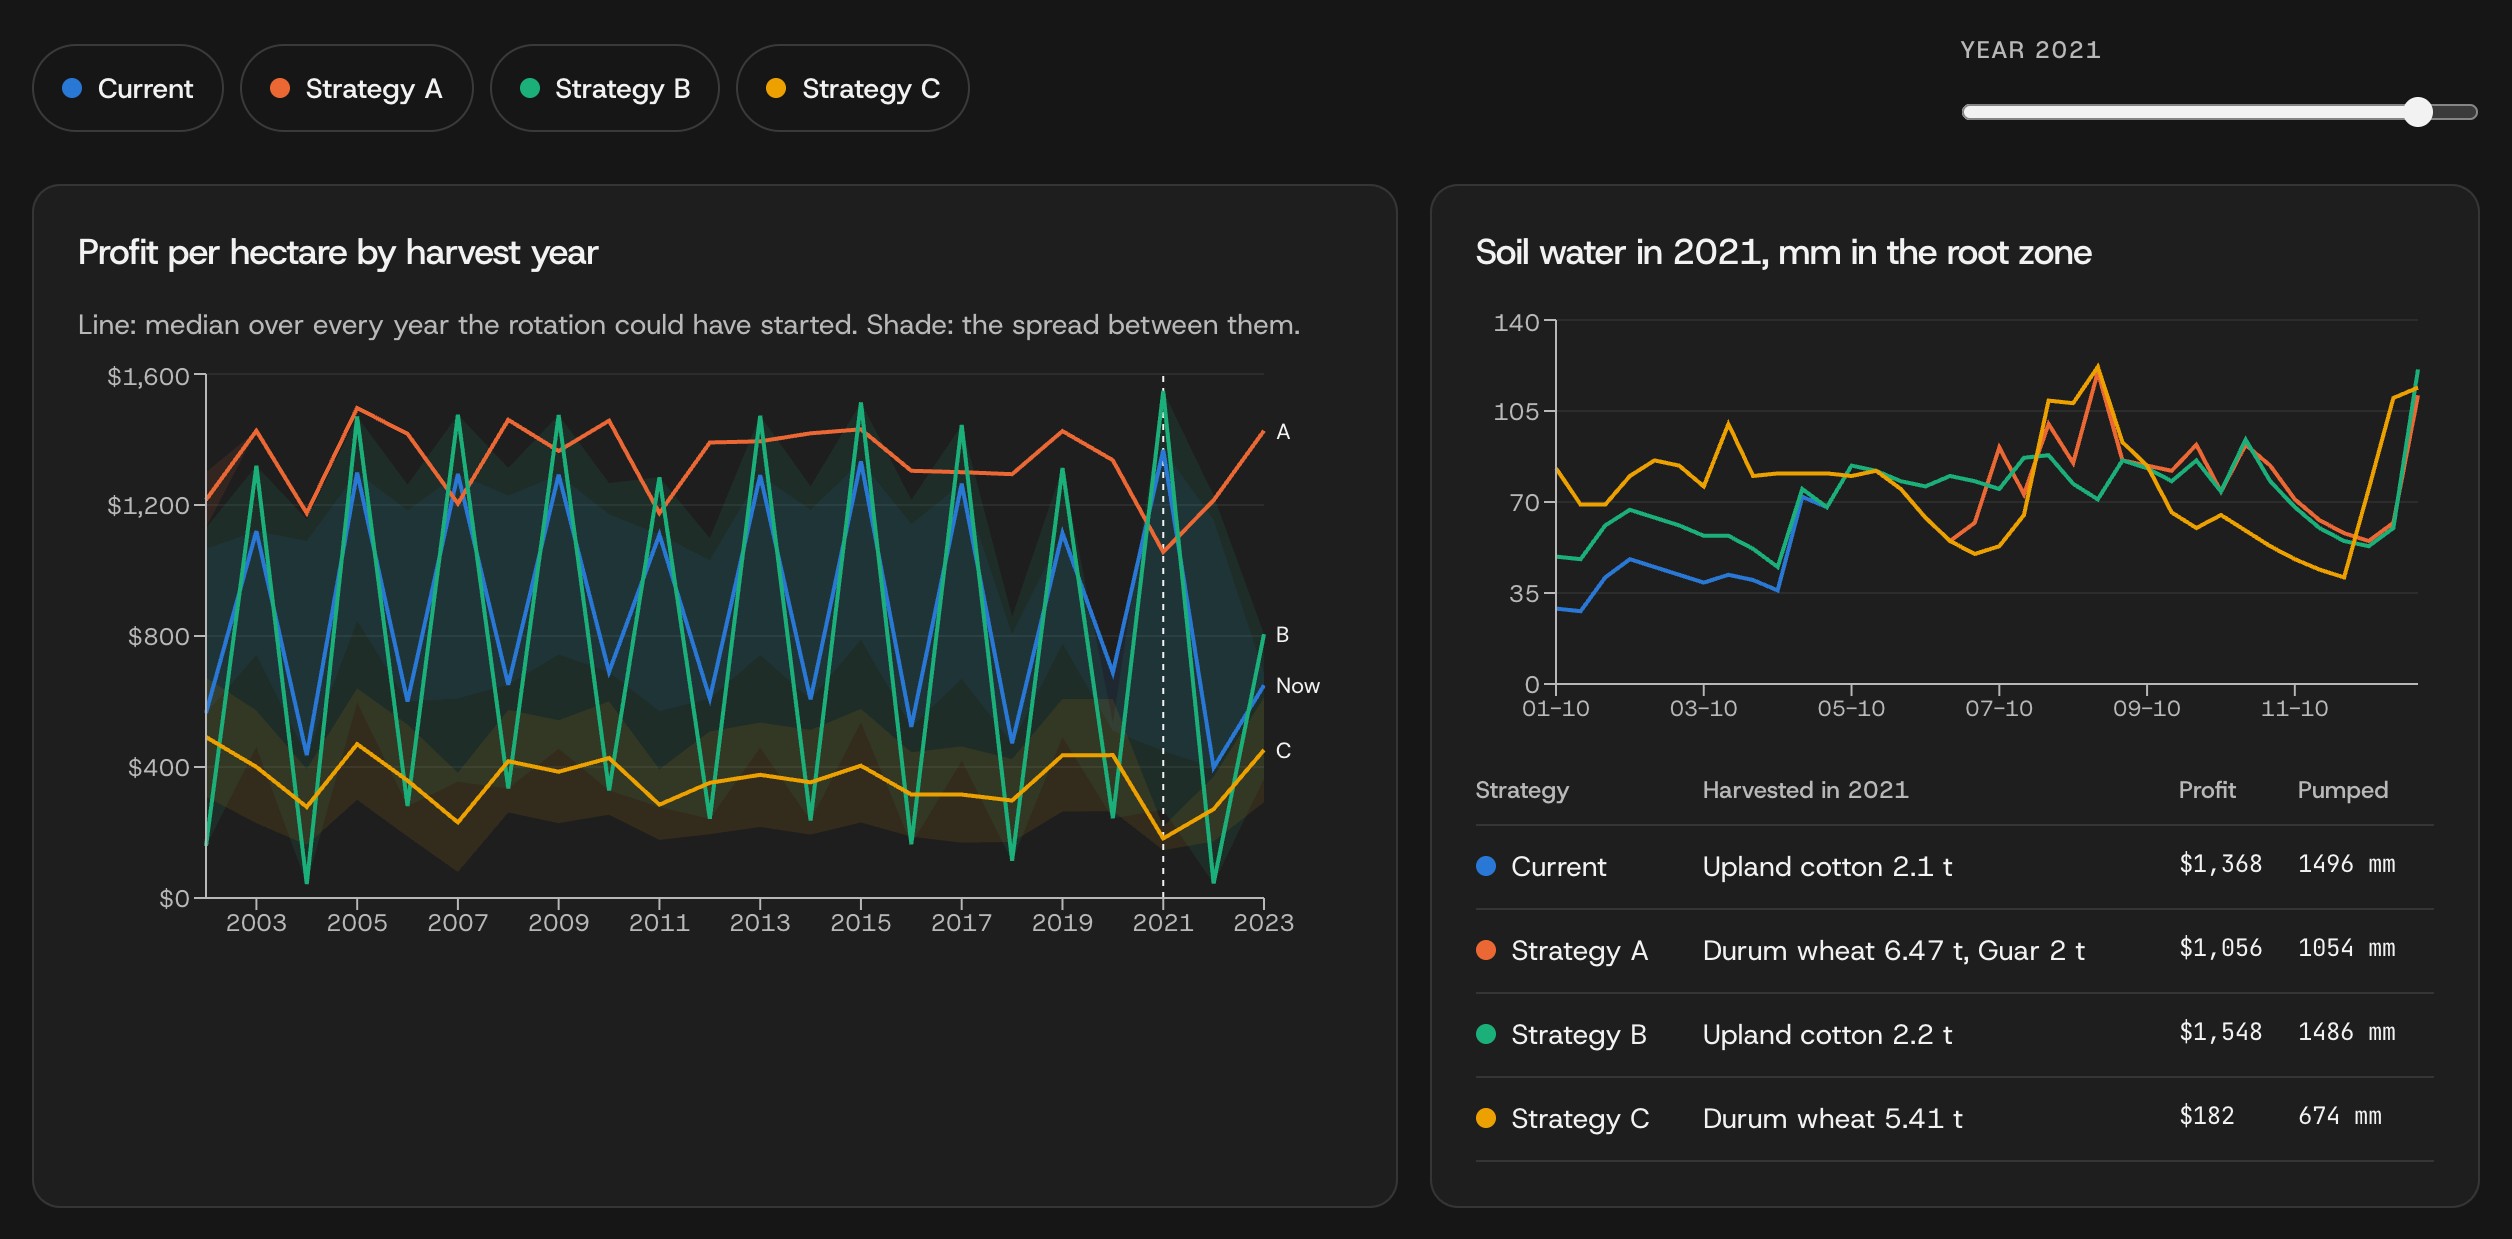 Current
Strategy A
Strategy B
Strategy C
YEAR 2021
Profit per hectare by harvest year
Line: median over every year the rotation could have started. Shade: the spread between them.
$1,600
$1,200
$800
$400
$0
2003 2005 2007 2009 2011 2013 2015 2017 2019 2021 2023
A
B
Now
C
Soil water in 2021, mm in the root zone
140
105
70
35
0
01-10 03-10 05-10 07-10 09-10 11-10
Strategy Harvested in 2021 Profit Pumped
Current Upland cotton 2.1 t $1,368 1496 mm
Strategy A Durum wheat 6.47 t, Guar 2 t $1,056 1054 mm
Strategy B Upland cotton 2.2 t $1,548 1486 mm
Strategy C Durum wheat 5.41 t $182 674 mm